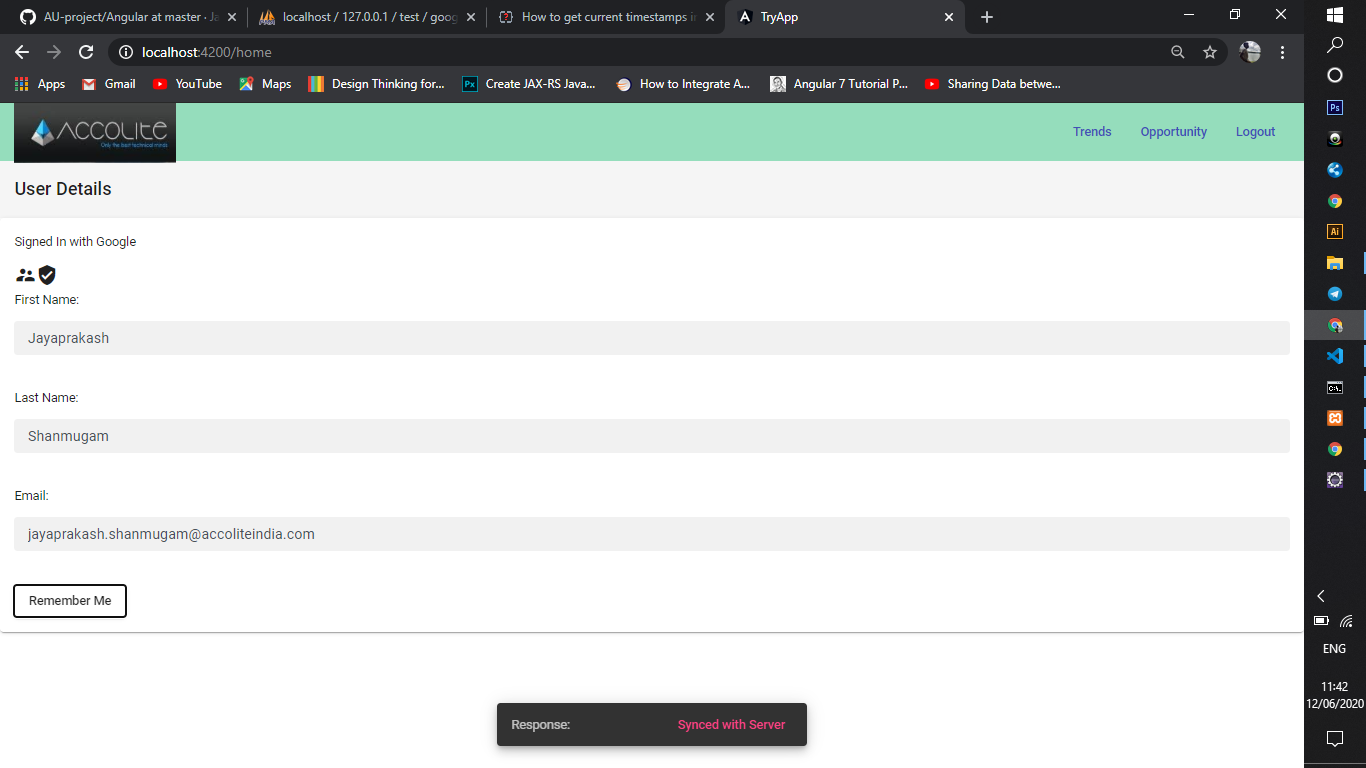 AU-project/Angular at master · Ja
localhost / 127.0.0.1 / test / goog
How to get current timestamps i
TryApp
localhost:4200/home
Apps
Gmail
YouTube
Maps
Design Thinking for...
Px
Create JAX-RS Java...
How to Integrate A...
Angular 7 Tutorial P...
Sharing Data betwe...
ACCOLITE
Only the best technical minds
Trends
Opportunity
Logout
User Details
Signed In with Google
First Name:
Jayaprakash
Last Name:
Shanmugam
Email:
jayaprakash.shanmugam@accoliteindia.com
Remember Me
Response:
Synced with Server
Ps
Ai
C:\_
ENG
11:42
12/06/2020